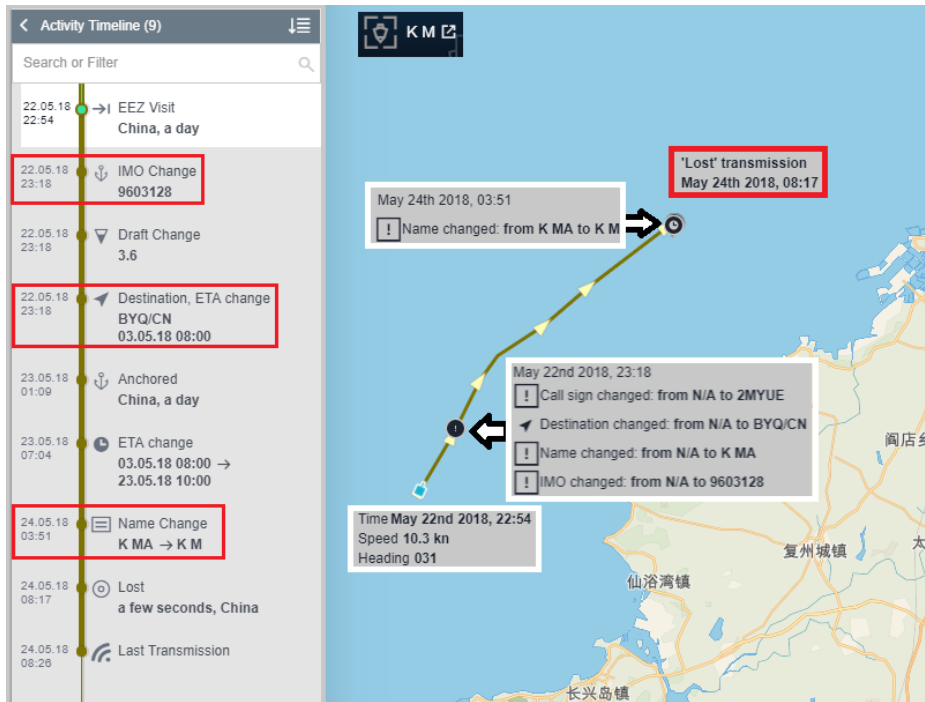 Activity Timeline (9)
Search or Filter
22.05.18
22:54
EEZ Visit
China, a day
22.05.18
23:18
IMO Change
9603128
22.05.18
23:18
Draft Change
3.6
22.05.18
23:18
Destination, ETA change
BYQ/CN
03.05.18 08:00
23.05.18
01:09
Anchored
China, a day
23.05.18
07:04
ETA change
03.05.18 08:00 →
23.05.18 10:00
24.05.18
03:51
Name Change
K MA → K M
24.05.18
08:17
Lost
a few seconds, China
24.05.18
08:26
Last Transmission
K M
'Lost' transmission
May 24th 2018, 08:17
May 24th 2018, 03:51
! Name changed: from K MA to K M
May 22nd 2018, 23:18
! Call sign changed: from N/A to 2MYUE
Destination changed: from N/A to BYQ/CN
! Name changed: from N/A to K MA
! IMO changed: from N/A to 9603128
Time May 22nd 2018, 22:54
Speed 10.3 kn
Heading 031
阎店乡
复州城镇
太
仙浴湾镇
长兴岛镇